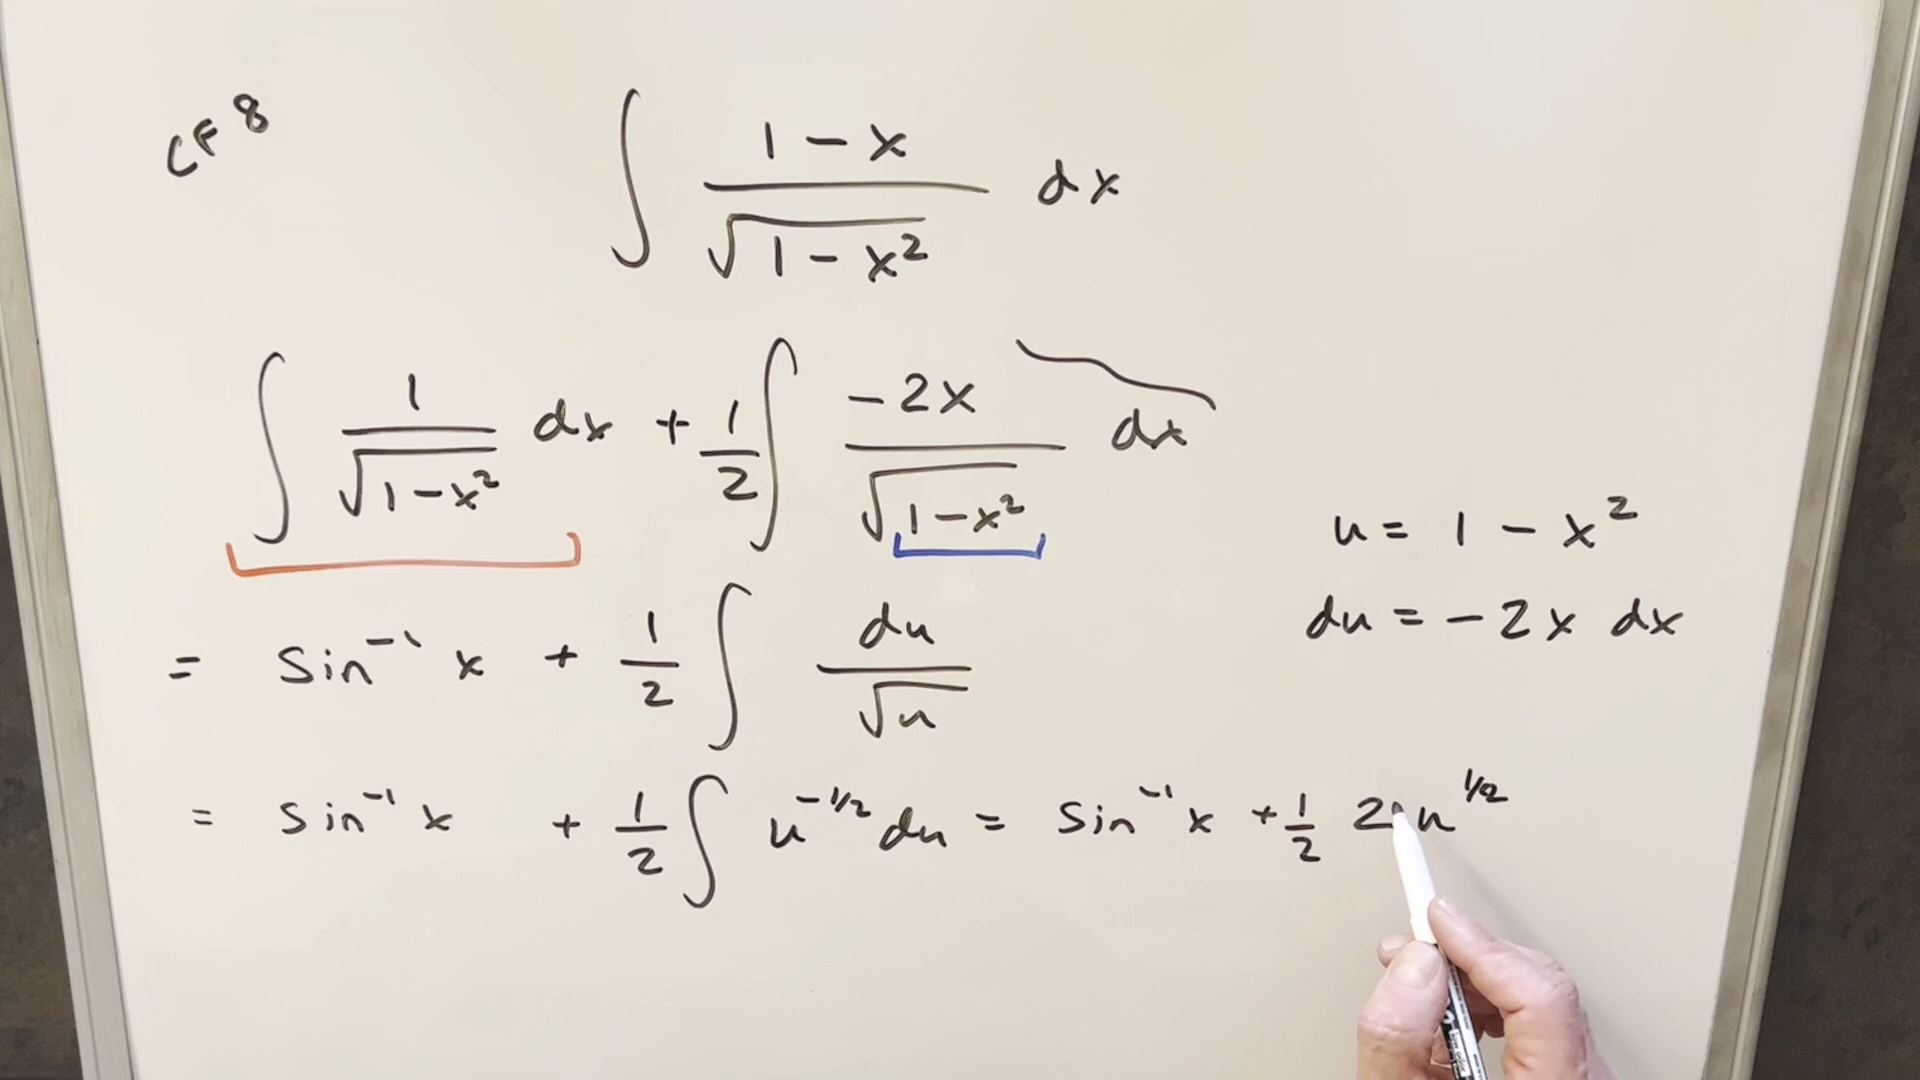 CF 8
∫ (1 - x)/√(1 - x²) dx
∫ 1/√(1-x²) dx + 1/2 ∫ -2x/√(1-x²) dx
u = 1 - x²
du = -2x dx
= Sin⁻¹ x + 1/2 ∫ du/√u
= Sin⁻¹ x + 1/2 ∫ u^(-1/2) du = Sin⁻¹ x + 1/2 2 u^(1/2)